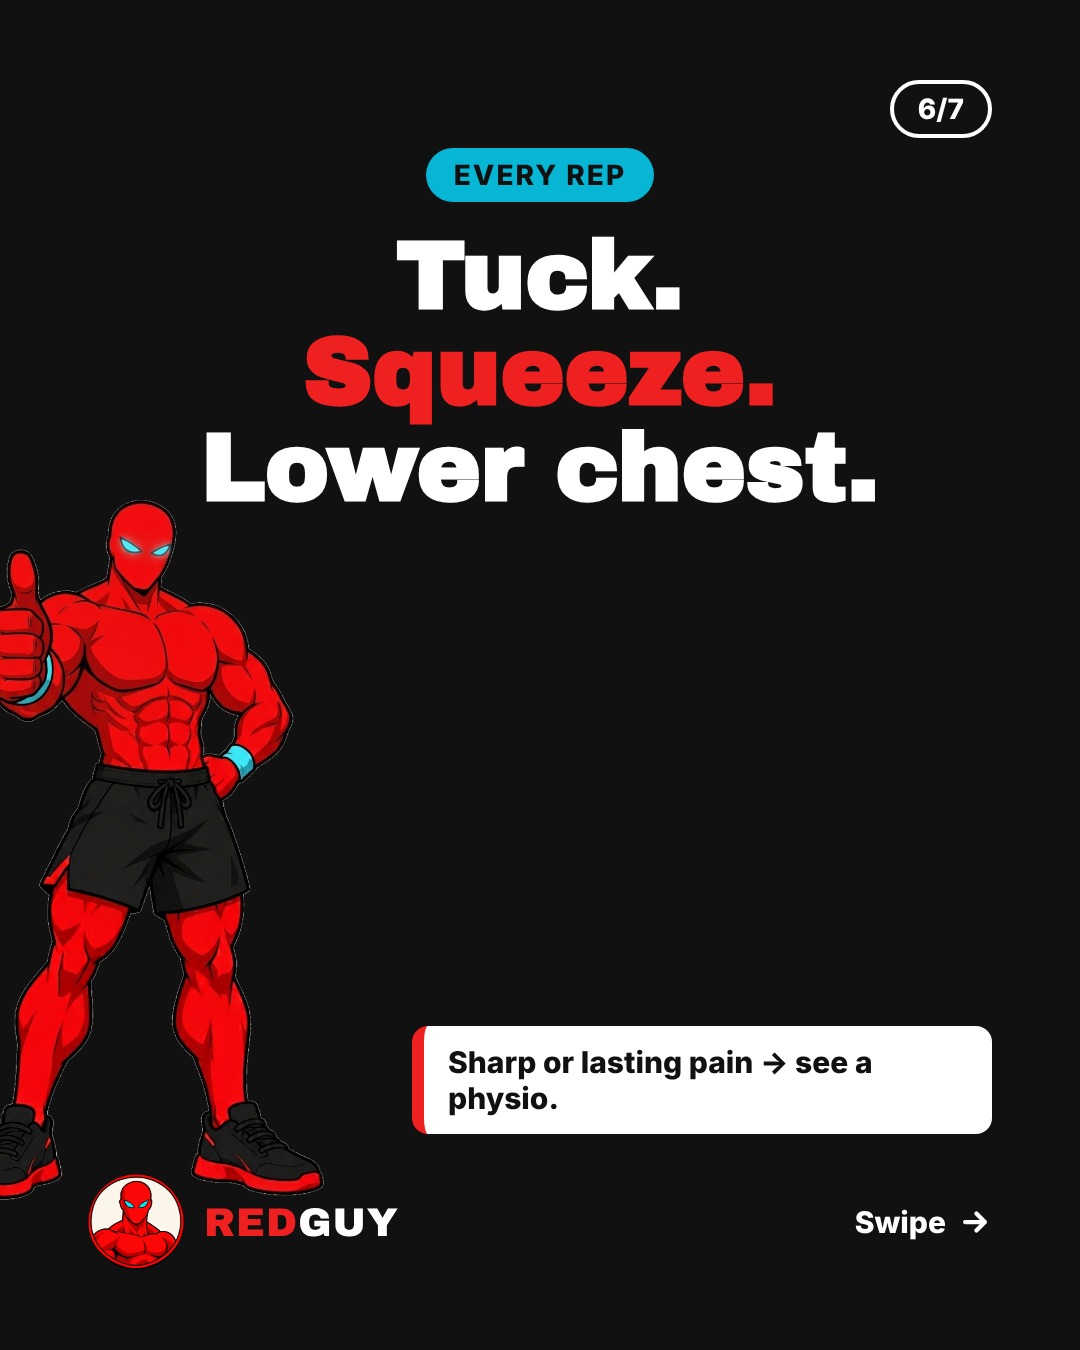 6/7
EVERY REP
Tuck.
Squeeze.
Lower chest.
Sharp or lasting pain → see a
physio.
REDGUY
Swipe →